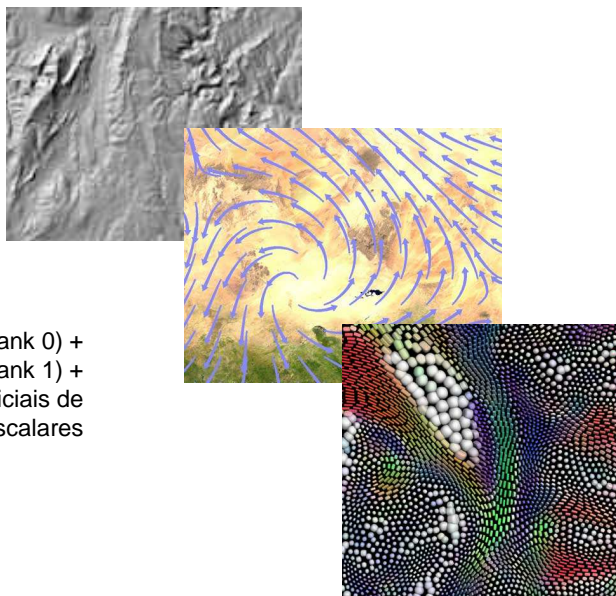 ank 0) +
ank 1) +
iciais de
scalares